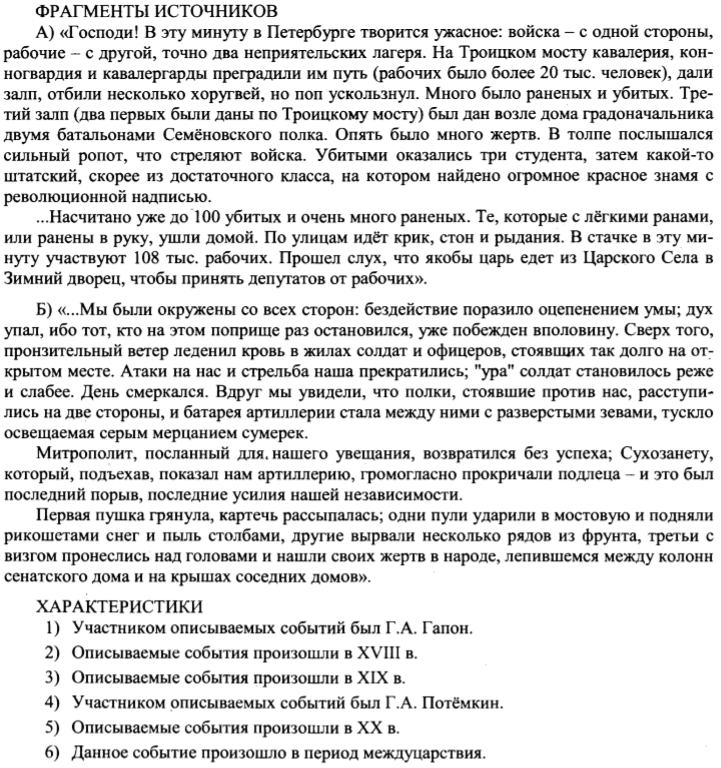 ФРАГМЕНТЫ ИСТОЧНИКОВ
А) «Господи! В эту минуту в Петербурге творится ужасное: войска – с одной стороны,
рабочие – с другой, точно два неприятельских лагеря. На Троицком мосту кавалерия, кон-
ногвардия и кавалергарды преградили им путь (рабочих было более 20 тыс. человек), дали
залп, отбили несколько хоругвей, но поп ускользнул. Много было раненых и убитых. Тре-
тий залп (два первых были даны по Троицкому мосту) был дан возле дома градоначальника
двумя батальонами Семёновского полка. Опять было много жертв. В толпе послышался
сильный ропот, что стреляют войска. Убитыми оказались три студента, затем какой-то
штатский, скорее из достаточного класса, на котором найдено огромное красное знамя с
революционной надписью.
...Насчитано уже до 100 убитых и очень много раненых. Те, которые с лёгкими ранами,
или ранены в руку, ушли домой. По улицам идёт крик, стон и рыдания. В стачке в эту ми-
нуту участвуют 108 тыс. рабочих. Прошел слух, что якобы царь едет из Царского Села в
Зимний дворец, чтобы принять депутатов от рабочих».
Б) «...Мы были окружены со всех сторон: бездействие поразило оцепенением умы; дух
упал, ибо тот, кто на этом поприще раз остановился, уже побежден вполовину. Сверх того,
пронзительный ветер леденил кровь в жилах солдат и офицеров, стоявших так долго на от-
крытом месте. Атаки на нас и стрельба наша прекратились; "ура" солдат становилось реже
и слабее. День смеркался. Вдруг мы увидели, что полки, стоявшие против нас, расступи-
лись на две стороны, и батарея артиллерии стала между ними с разверстыми зевами, тускло
освещаемая серым мерцанием сумерек.
Митрополит, посланный для нашего увещания, возвратился без успеха; Сухозанету,
который, подъехав, показал нам артиллерию, громогласно прокричали подлеца – и это был
последний порыв, последние усилия нашей независимости.
Первая пушка грянула, картечь рассыпалась; одни пули ударили в мостовую и подняли
рикошетами снег и пыль столбами, другие вырвали несколько рядов из фрунта, третьи с
визгом пронеслись над головами и нашли своих жертв в народе, лепившемся между колонн
сенатского дома и на крышах соседних домов».
ХАРАКТЕРИСТИКИ
1) Участником описываемых событий был Г.А. Гапон.
2) Описываемые события произошли в XVIII в.
3) Описываемые события произошли в XIX в.
4) Участником описываемых событий был Г.А. Потёмкин.
5) Описываемые события произошли в XX в.
6) Данное событие произошло в период междуцарствия.